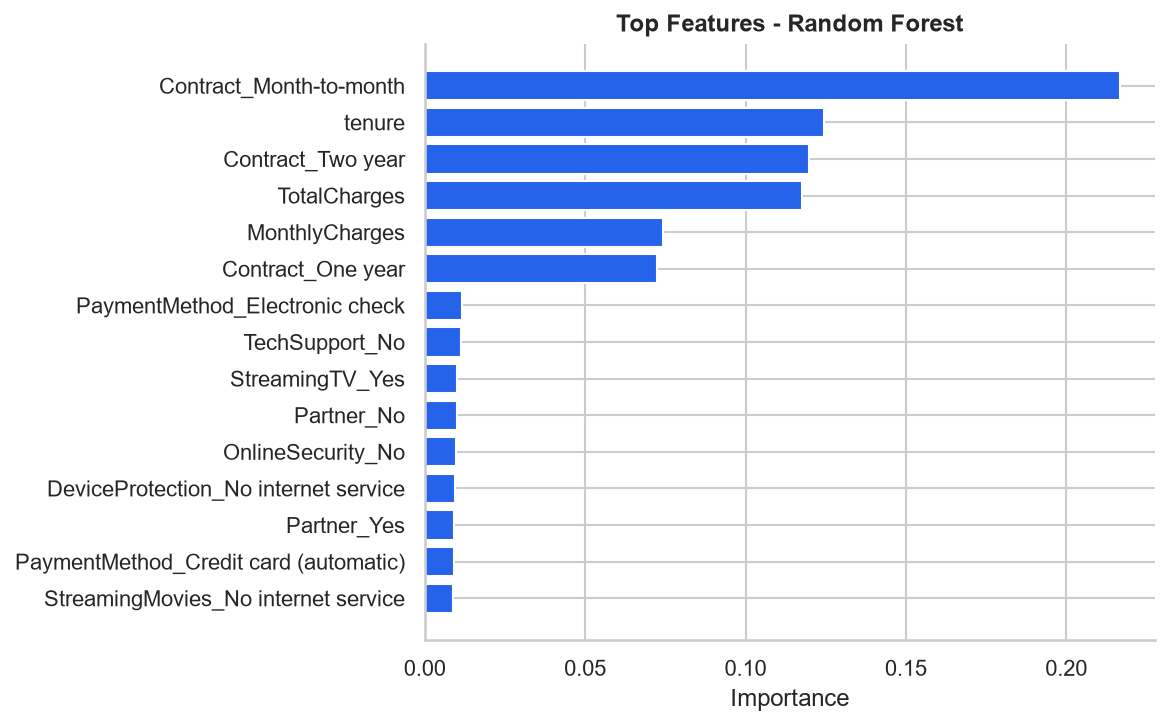 Top Features - Random Forest
Contract_Month-to-month
tenure
Contract_Two year
TotalCharges
MonthlyCharges
Contract_One year
PaymentMethod_Electronic check
TechSupport_No
StreamingTV_Yes
Partner_No
OnlineSecurity_No
DeviceProtection_No internet service
Partner_Yes
PaymentMethod_Credit card (automatic)
StreamingMovies_No internet service
0.00 0.05 0.10 0.15 0.20
Importance